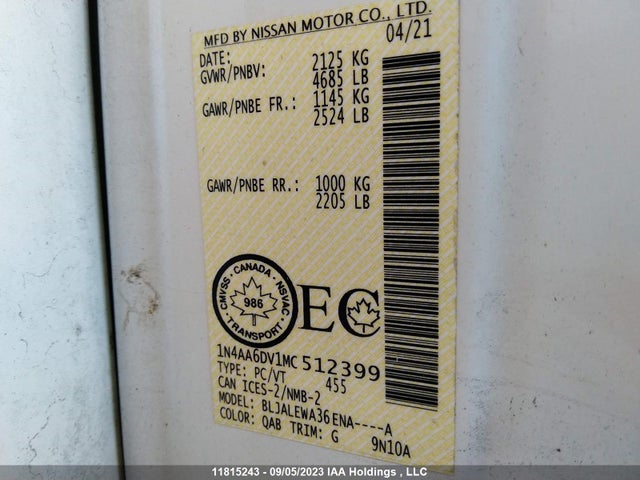 MFD BY NISSAN MOTOR CO., LTD.
DATE: 04/21
GVWR/PNBV: 2125 KG
4685 LB
GAWR/PNBE FR.: 1145 KG
2524 LB
GAWR/PNBE RR.: 1000 KG
2205 LB
CMVSS · CANADA · NSVAC
986
TRANSPORT
EC
1N4AA6DV1MC512399
TYPE: PC/VT 455
CAN ICES-2/NMB-2
MODEL: BLJALEWA36ENA----A
COLOR: QAB TRIM: G 9N10A
11815243 - 09/05/2023 IAA Holdings , LLC